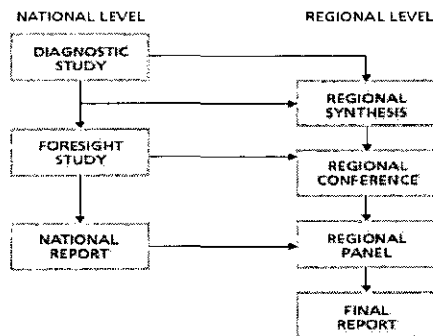 NATIONAL LEVEL
REGIONAL LEVEL
DIAGNOSTIC
STUDY
REGIONAL
SYNTHESIS
FORESIGHT
STUDY
REGIONAL
CONFERENCE
NATIONAL
REPORT
REGIONAL
PANEL
FINAL
REPORT